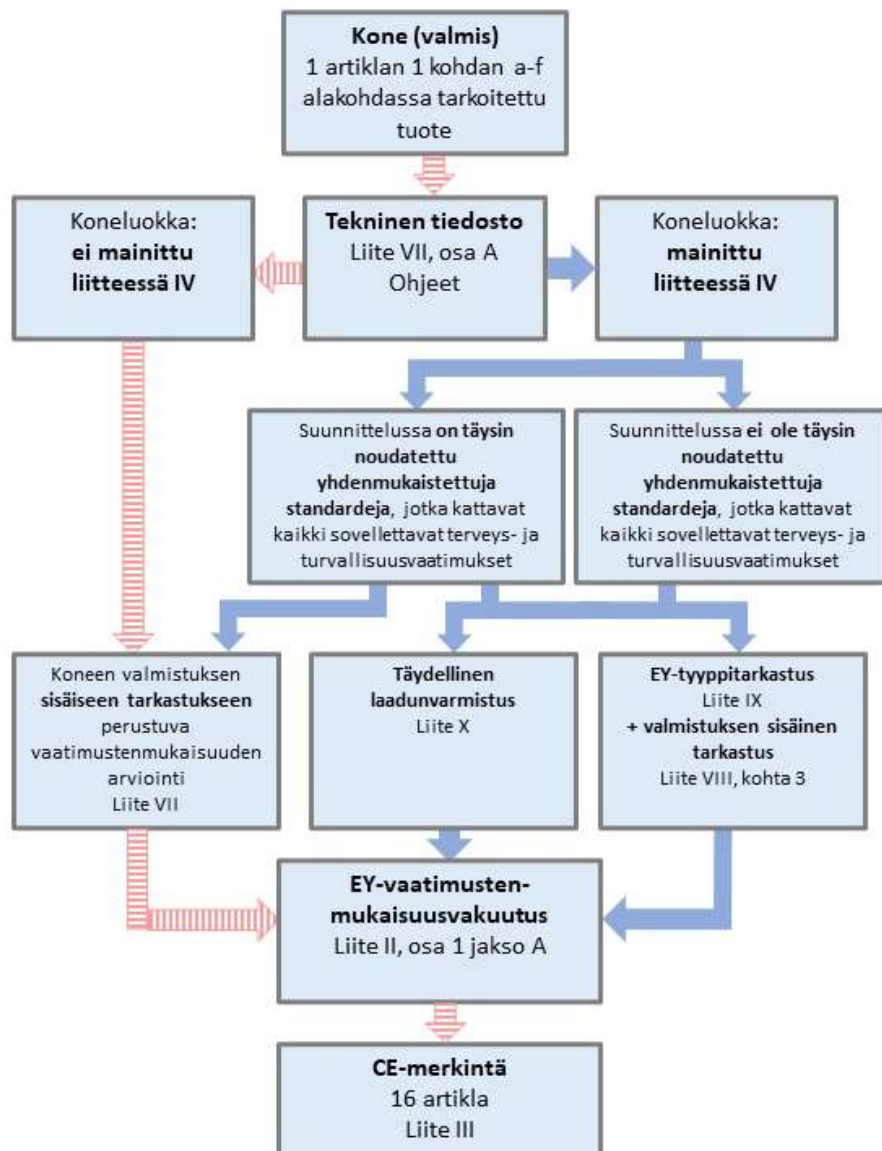 Kone (valmis)
1 artiklan 1 kohdan a-f
alakohdassa tarkoitettu
tuote
Koneluokka:
ei mainittu
liitteessä IV
Tekninen tiedosto
Liite VII, osa A
Ohjeet
Koneluokka:
mainittu
liitteessä IV
Suunnittelussa on täysin
noudatettu
yhdenmukaistettuja
standardeja, jotka kattavat
kaikki sovellettavat terveys- ja
turvallisuusvaatimukset
Suunnittelussa ei ole täysin
noudatettu
yhdenmukaistettuja
standardeja, jotka kattavat
kaikki sovellettavat terveys- ja
turvallisuusvaatimukset
Koneen valmistuksen
sisäiseen tarkastukseen
perustuva
vaatimustenmukaisuuden
arviointi
Liite VII
Täydellinen
laadunvarmistus
Liite X
EY-tyyppitarkastus
Liite IX
+ valmistuksen sisäinen
tarkastus
Liite VIII, kohta 3
EY-vaatimusten-
mukaisuusvakuutus
Liite II, osa 1 jakso A
CE-merkintä
16 artikla
Liite III